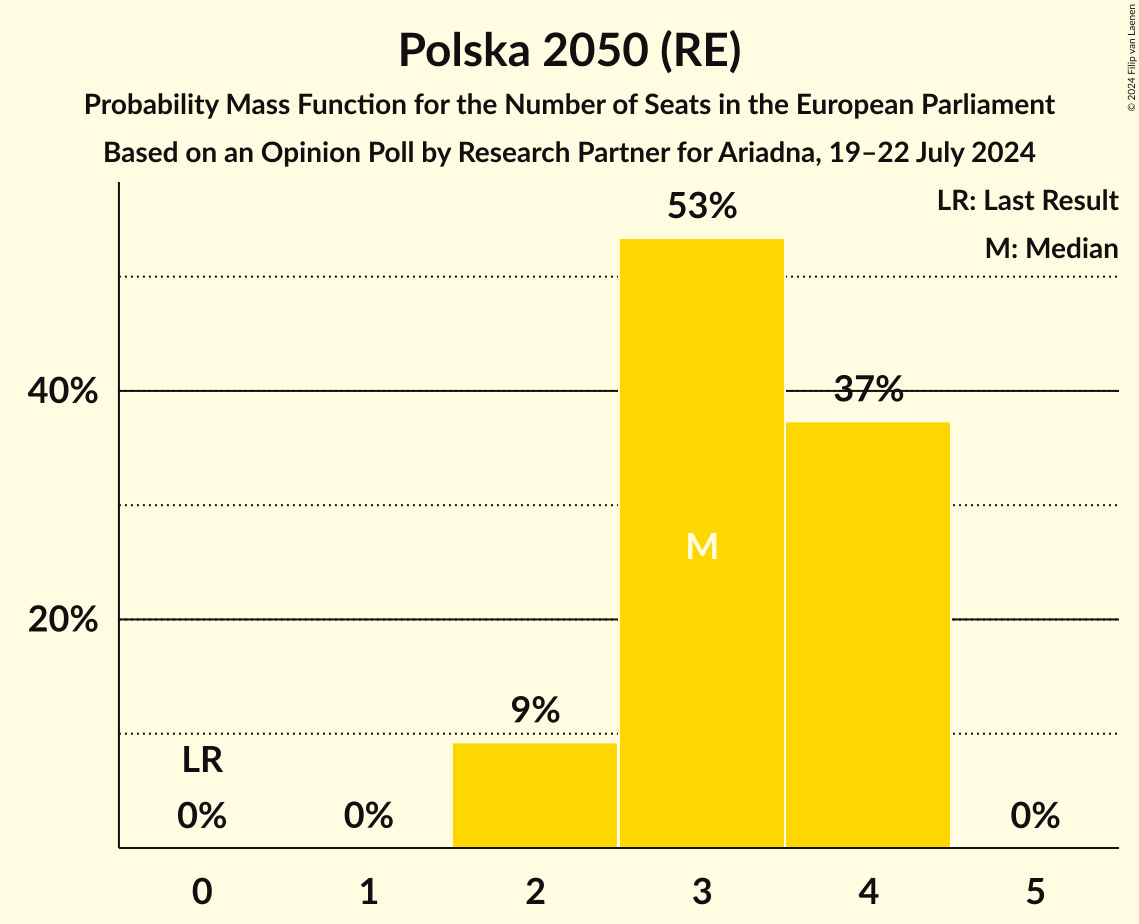 Polska 2050 (RE)
Probability Mass Function for the Number of Seats in the European Parliament
Based on an Opinion Poll by Research Partner for Ariadna, 19–22 July 2024
© 2024 Filip van Laenen
LR: Last Result
M: Median
53%
40%
37%
M
20%
9%
LR
0%
0%
0%
0
1
2
3
4
5